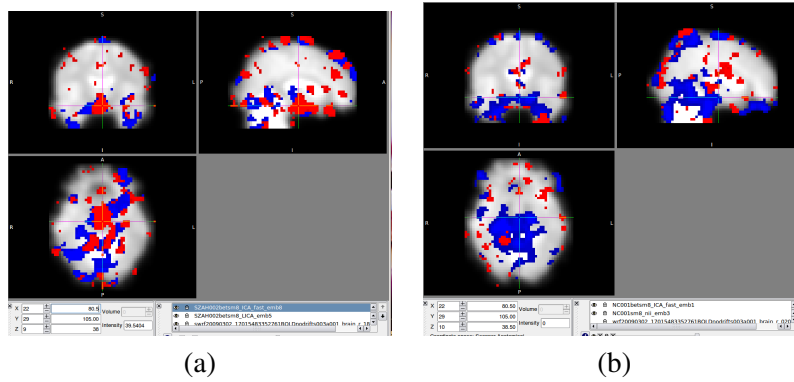 S S
R L P A
I I
A
R L
P
X 22 80.5 Volume
Y 29 105.00
Z 9 38 Intensity 39.5404
SZAH002betsm8_ICA_fast_emb6
SZAH002betsm8_LICA_emb5
(a)
S S
R L P
I I
A
R L
P
X 22 80.50 Volume
Y 29 105.00
Z 10 38.50 Intensity 0
NC001betsm8_ICA_fast_emb1
NC001sm8_nii_emb3
(b)